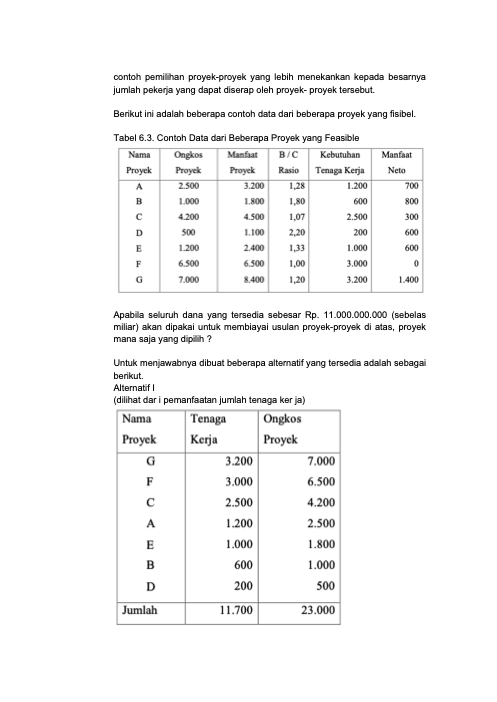 contoh pemilihan proyek-proyek yang lebih menekankan kepada besarnya
jumlah pekerja yang dapat diserap oleh proyek- proyek tersebut.
Berikut ini adalah beberapa contoh data dari beberapa proyek yang fisibel.
Tabel 6.3. Contoh Data dari Beberapa Proyek yang Feasible
Nama Ongkos Manfaat B / C Kebutuhan Manfaat
Proyek Proyek Proyek Rasio Tenaga Kerja Neto
A 2.500 3.200 1,28 1.200 700
B 1.000 1.800 1,80 600 800
C 4.200 4.500 1,07 2.500 300
D 500 1.100 2,20 200 600
E 1.200 2.400 1,33 1.000 600
F 6.500 6.500 1,00 3.000 0
G 7.000 8.400 1,20 3.200 1.400
Apabila seluruh dana yang tersedia sebesar Rp. 11.000.000.000 (sebelas
miliar) akan dipakai untuk membiayai usulan proyek-proyek di atas, proyek
mana saja yang dipilih ?
Untuk menjawabnya dibuat beberapa alternatif yang tersedia adalah sebagai
berikut.
Alternatif I
(dilihat dar i pemanfaatan jumlah tenaga ker ja)
Nama Tenaga Ongkos
Proyek Kerja Proyek
G 3.200 7.000
F 3.000 6.500
C 2.500 4.200
A 1.200 2.500
E 1.000 1.800
B 600 1.000
D 200 500
Jumlah 11.700 23.000